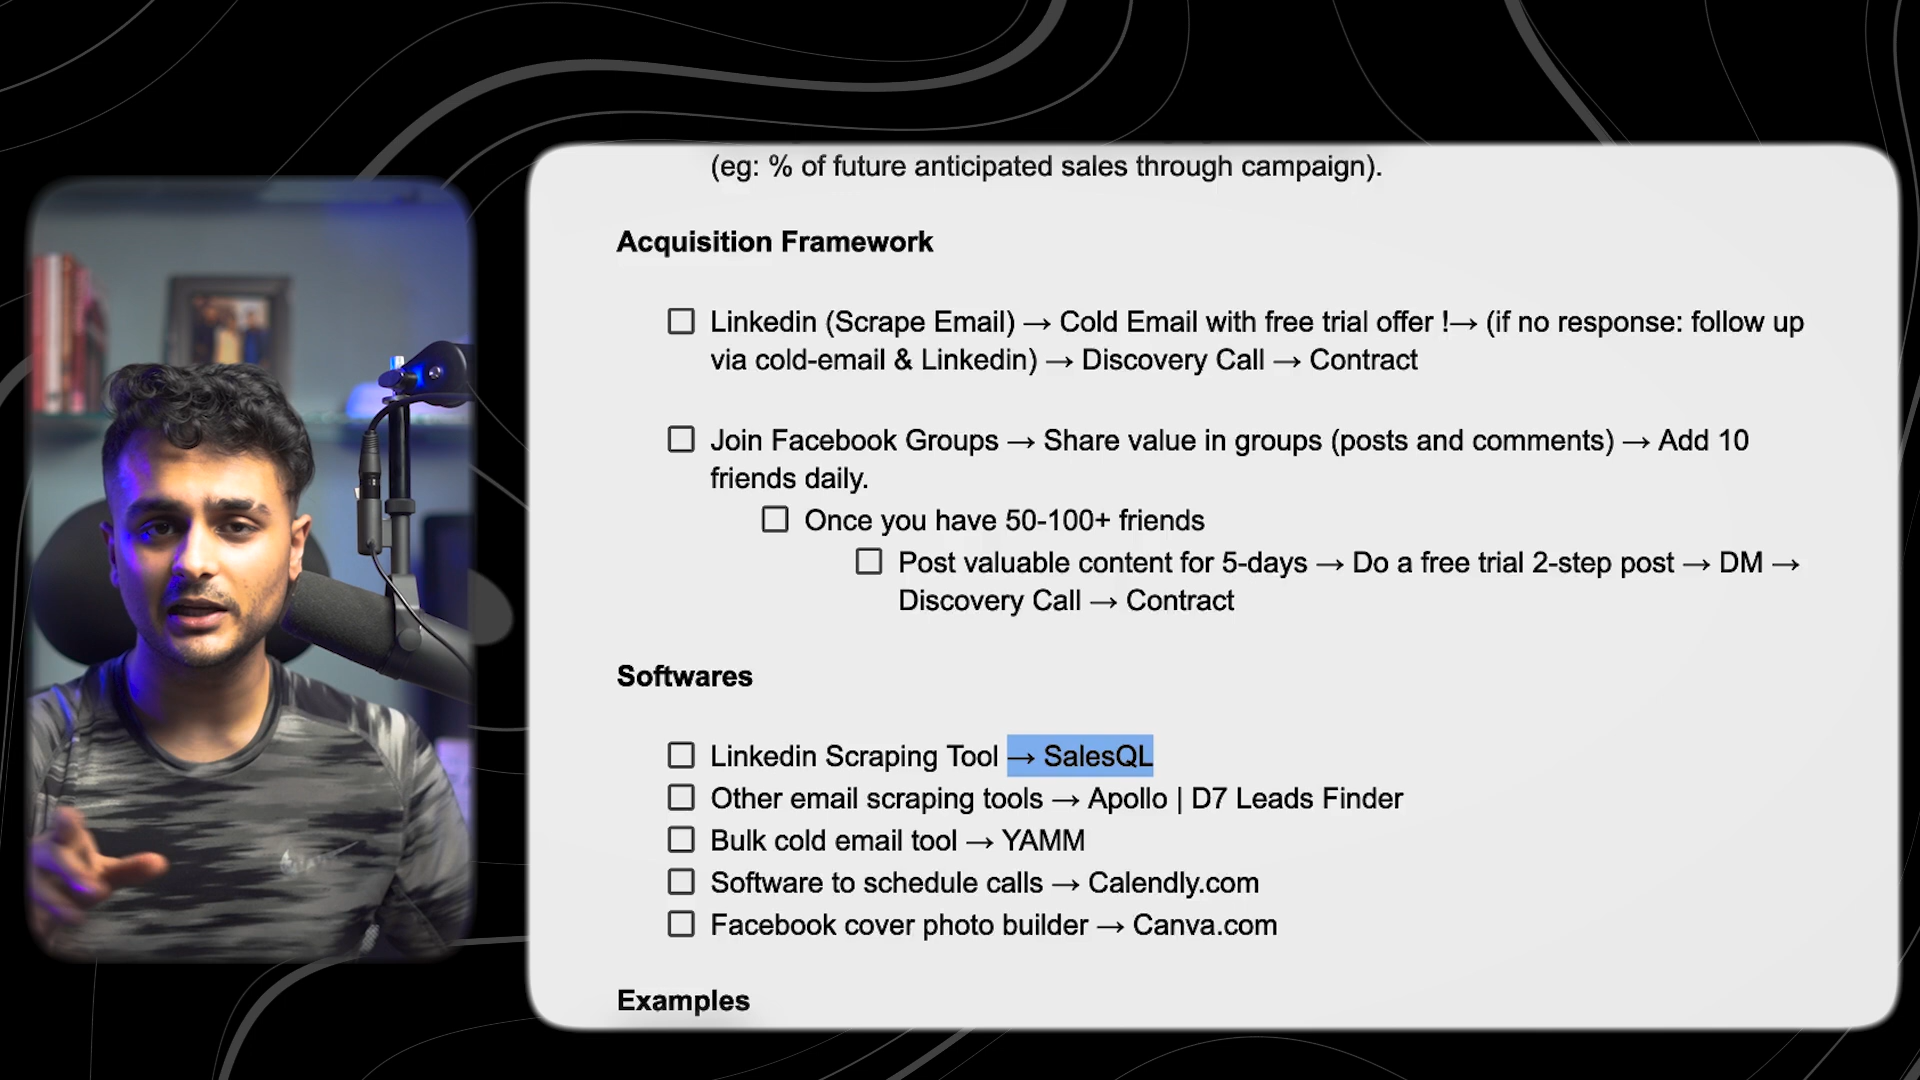 (eg: % of future anticipated sales through campaign).
Acquisition Framework
Linkedin (Scrape Email) → Cold Email with free trial offer !→ (if no response: follow up
via cold-email & Linkedin) → Discovery Call → Contract
Join Facebook Groups → Share value in groups (posts and comments) → Add 10
friends daily.
Once you have 50-100+ friends
Post valuable content for 5-days → Do a free trial 2-step post → DM →
Discovery Call → Contract
Softwares
Linkedin Scraping Tool → SalesQL
Other email scraping tools → Apollo | D7 Leads Finder
Bulk cold email tool → YAMM
Software to schedule calls → Calendly.com
Facebook cover photo builder → Canva.com
Examples